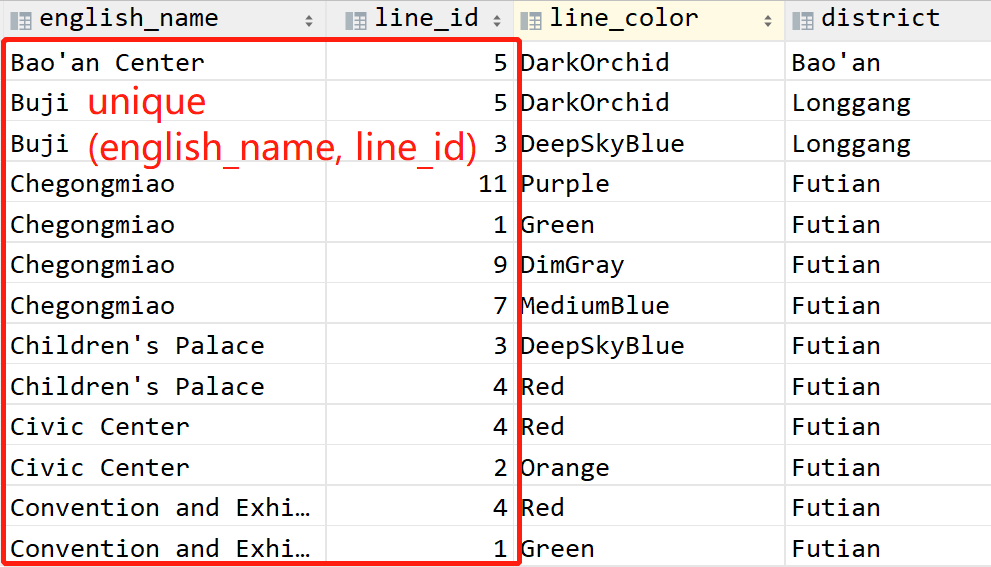 english_name line_id line_color district
Bao'an Center 5 DarkOrchid Bao'an
Buji unique 5 DarkOrchid Longgang
Buji (english_name, line_id) 3 DeepSkyBlue Longgang
Chegongmiao 11 Purple Futian
Chegongmiao 1 Green Futian
Chegongmiao 9 DimGray Futian
Chegongmiao 7 MediumBlue Futian
Children's Palace 3 DeepSkyBlue Futian
Children's Palace 4 Red Futian
Civic Center 4 Red Futian
Civic Center 2 Orange Futian
Convention and Exhi… 4 Red Futian
Convention and Exhi… 1 Green Futian